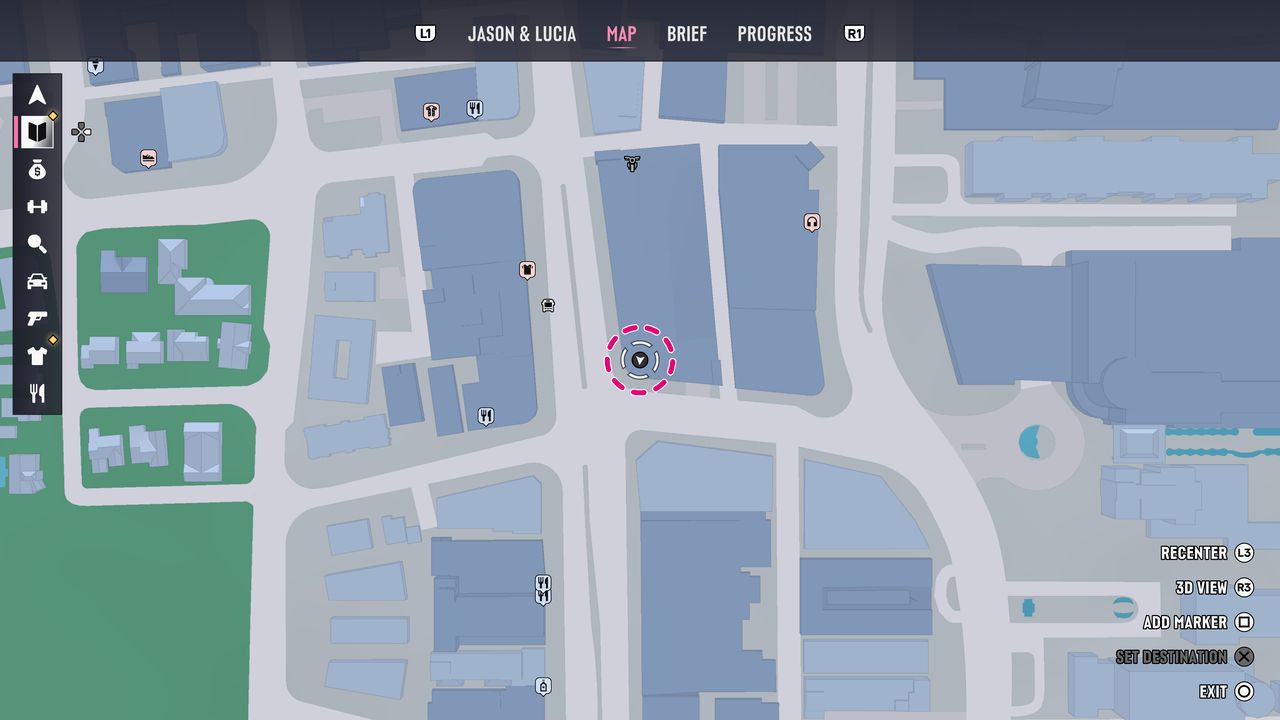 L1 JASON & LUCIA MAP BRIEF PROGRESS R1
RECENTER L3
3D VIEW R3
ADD MARKER
SET DESTINATION
EXIT